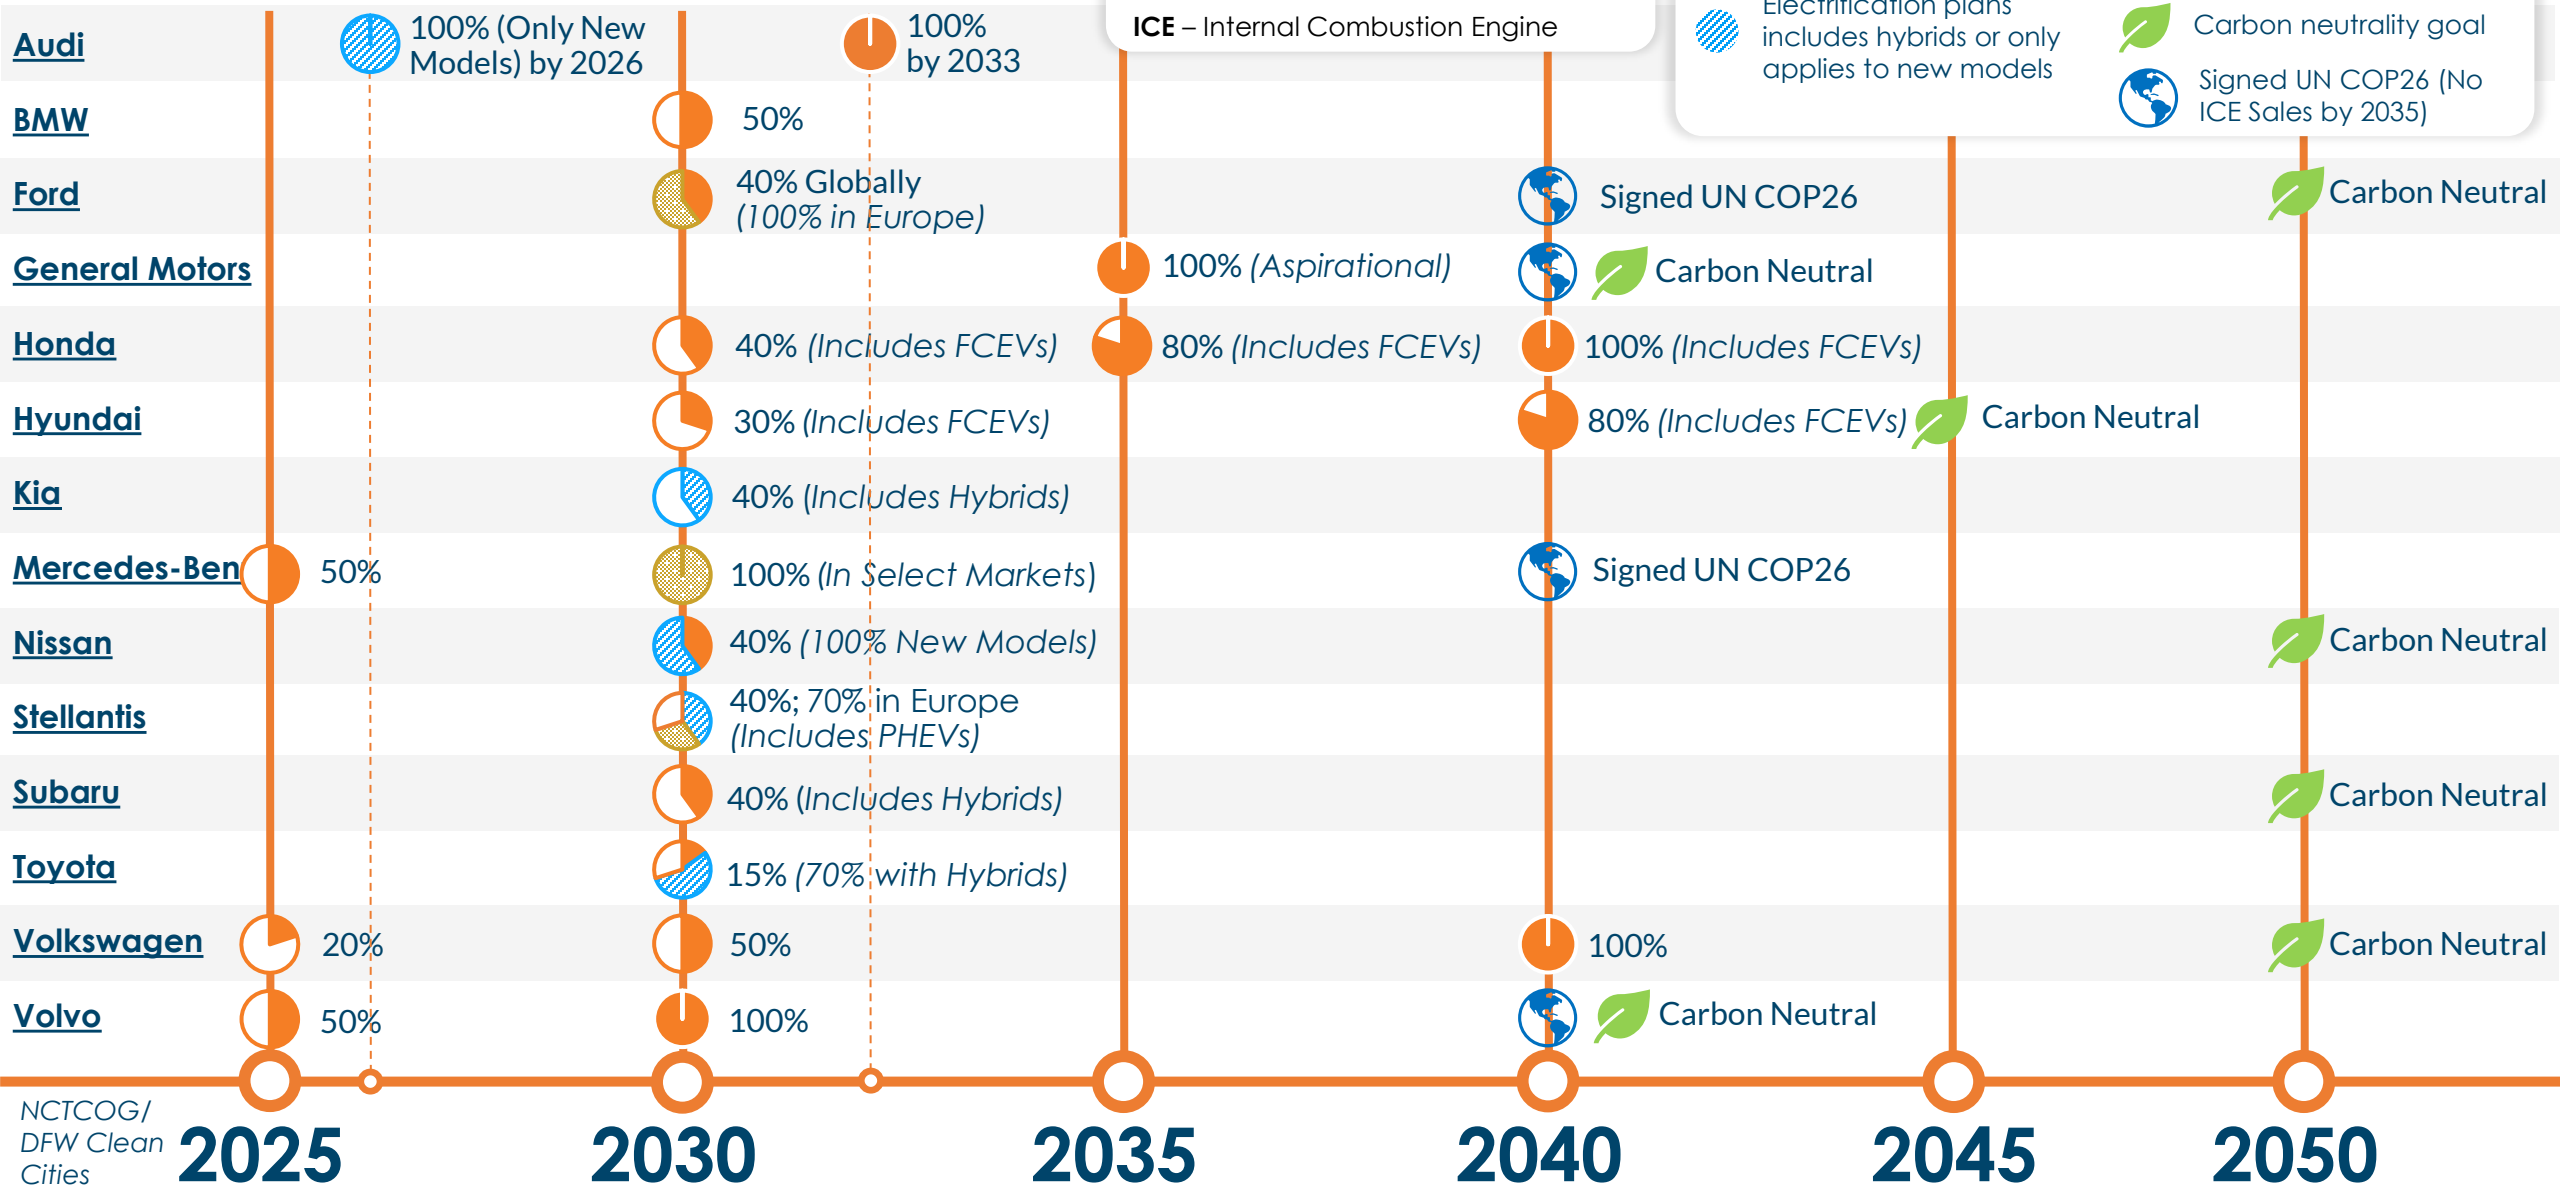 Audi
100% (Only New
Models) by 2026
100%
by 2033
ICE – Internal Combustion Engine
Electrification plans
includes hybrids or only
applies to new models
Carbon neutrality goal
Signed UN COP26 (No
ICE Sales by 2035)
BMW
50%
Ford
40% Globally
(100% in Europe)
Signed UN COP26
Carbon Neutral
General Motors
100% (Aspirational)
Carbon Neutral
Honda
40% (Includes FCEVs)
80% (Includes FCEVs)
100% (Includes FCEVs)
Hyundai
30% (Includes FCEVs)
80% (Includes FCEVs)
Carbon Neutral
Kia
40% (Includes Hybrids)
Mercedes-Ben
50%
100% (In Select Markets)
Signed UN COP26
Nissan
40% (100% New Models)
Carbon Neutral
Stellantis
40%; 70% in Europe
(Includes PHEVs)
Subaru
40% (Includes Hybrids)
Carbon Neutral
Toyota
15% (70% with Hybrids)
Volkswagen
20%
50%
100%
Carbon Neutral
Volvo
50%
100%
Carbon Neutral
NCTCOG/
DFW Clean
Cities
2025
2030
2035
2040
2045
2050